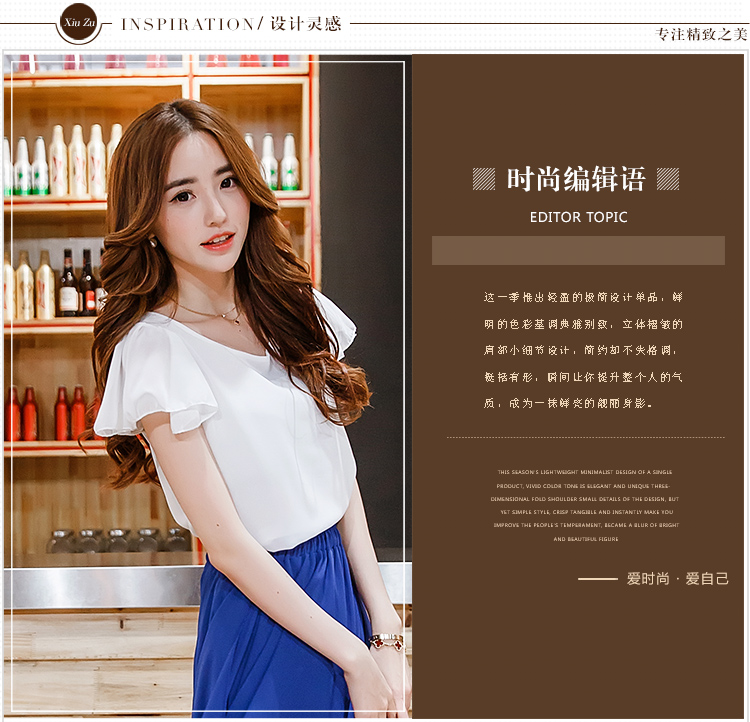 Xiu Zu
INSPIRATION/ 设计灵感
专注精致之美
时尚编辑语
EDITOR TOPIC
这一季推出轻盈的极简设计单品，鲜
明的色彩基调典雅别致，立体褶皱的
肩部小细节设计，简约却不失格调，
挺括有形，瞬间让你提升整个人的气
质，成为一抹鲜亮的靓丽身影。
THIS SEASON'S LIGHTWEIGHT MINIMALIST DESIGN OF A SINGLE
PRODUCT, VIVID COLOR TONE IS ELEGANT AND UNIQUE THREE-
DIMENSIONAL FOLD SHOULDER SMALL DETAILS OF THE DESIGN, BUT
YET SIMPLE STYLE, CRISP TANGIBLE AND INSTANTLY MAKE YOU
IMPROVE THE PEOPLE'S TEMPERAMENT, BECAME A BLUR OF BRIGHT
AND BEAUTIFUL FIGURE
爱时尚 · 爱自己